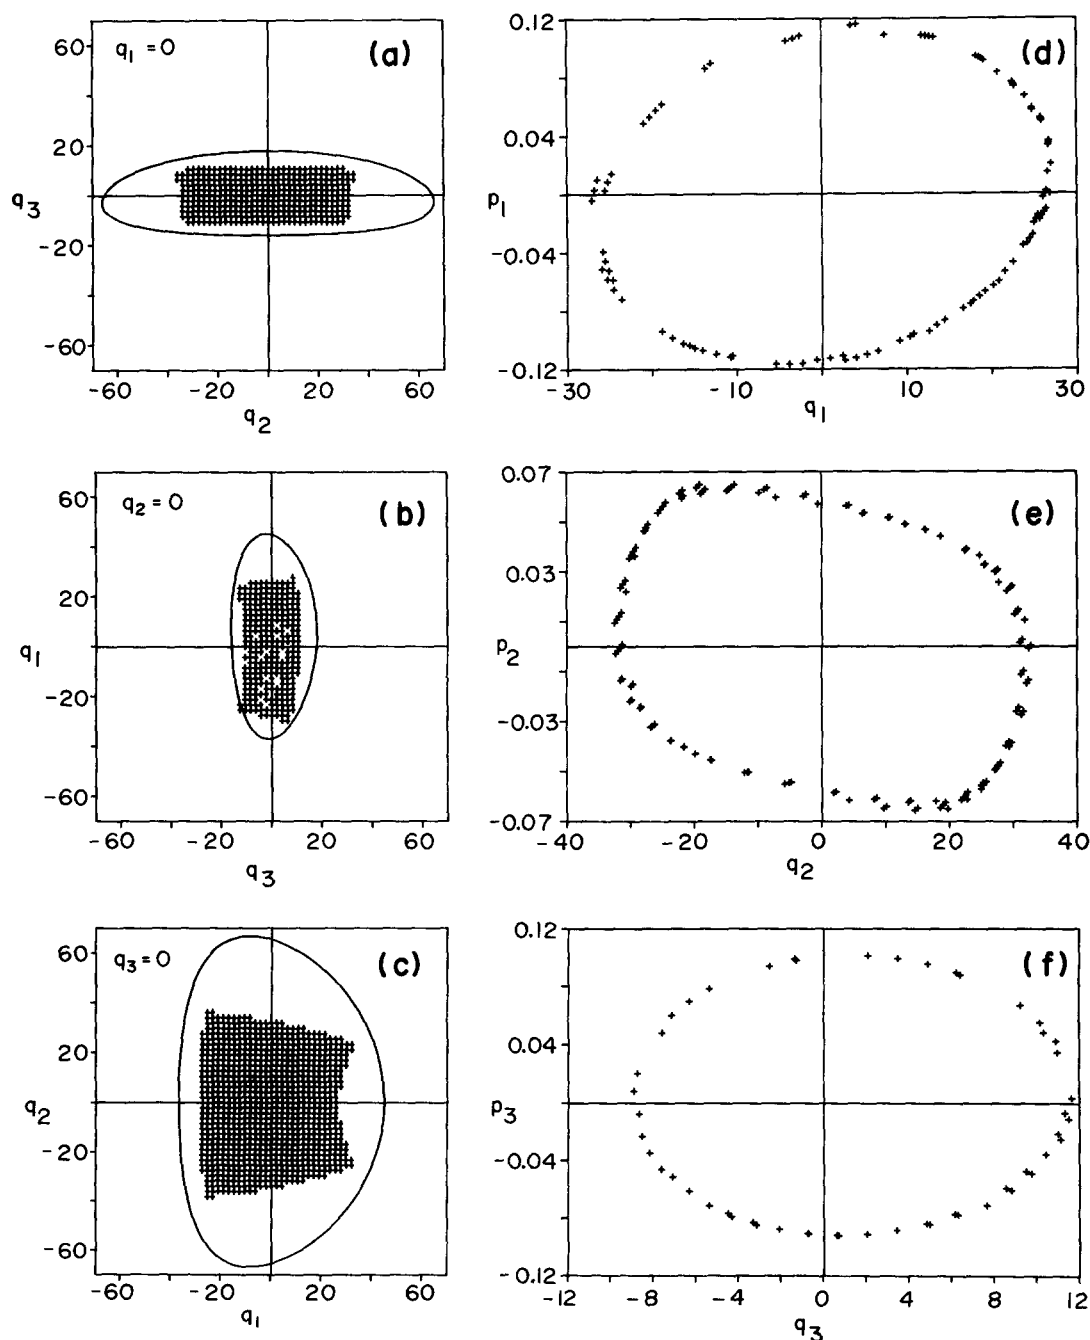 60
q₁ = 0
(a)
20
q₃
-20
-60
-60
-20
20
60
q₂
0.12
(d)
0.04
p₁
-0.04
-0.12
-30
-10
10
30
q₁
60
q₂ = 0
(b)
20
q₁
-20
-60
-60
-20
20
60
q₃
0.07
(e)
0.03
p₂
-0.03
-0.07
-40
-20
0
20
40
q₂
60
q₃ = 0
(c)
20
q₂
-20
-60
-60
-20
20
60
q₁
0.12
(f)
0.04
p₃
-0.04
-0.12
-12
-8
-4
0
4
8
12
q₃